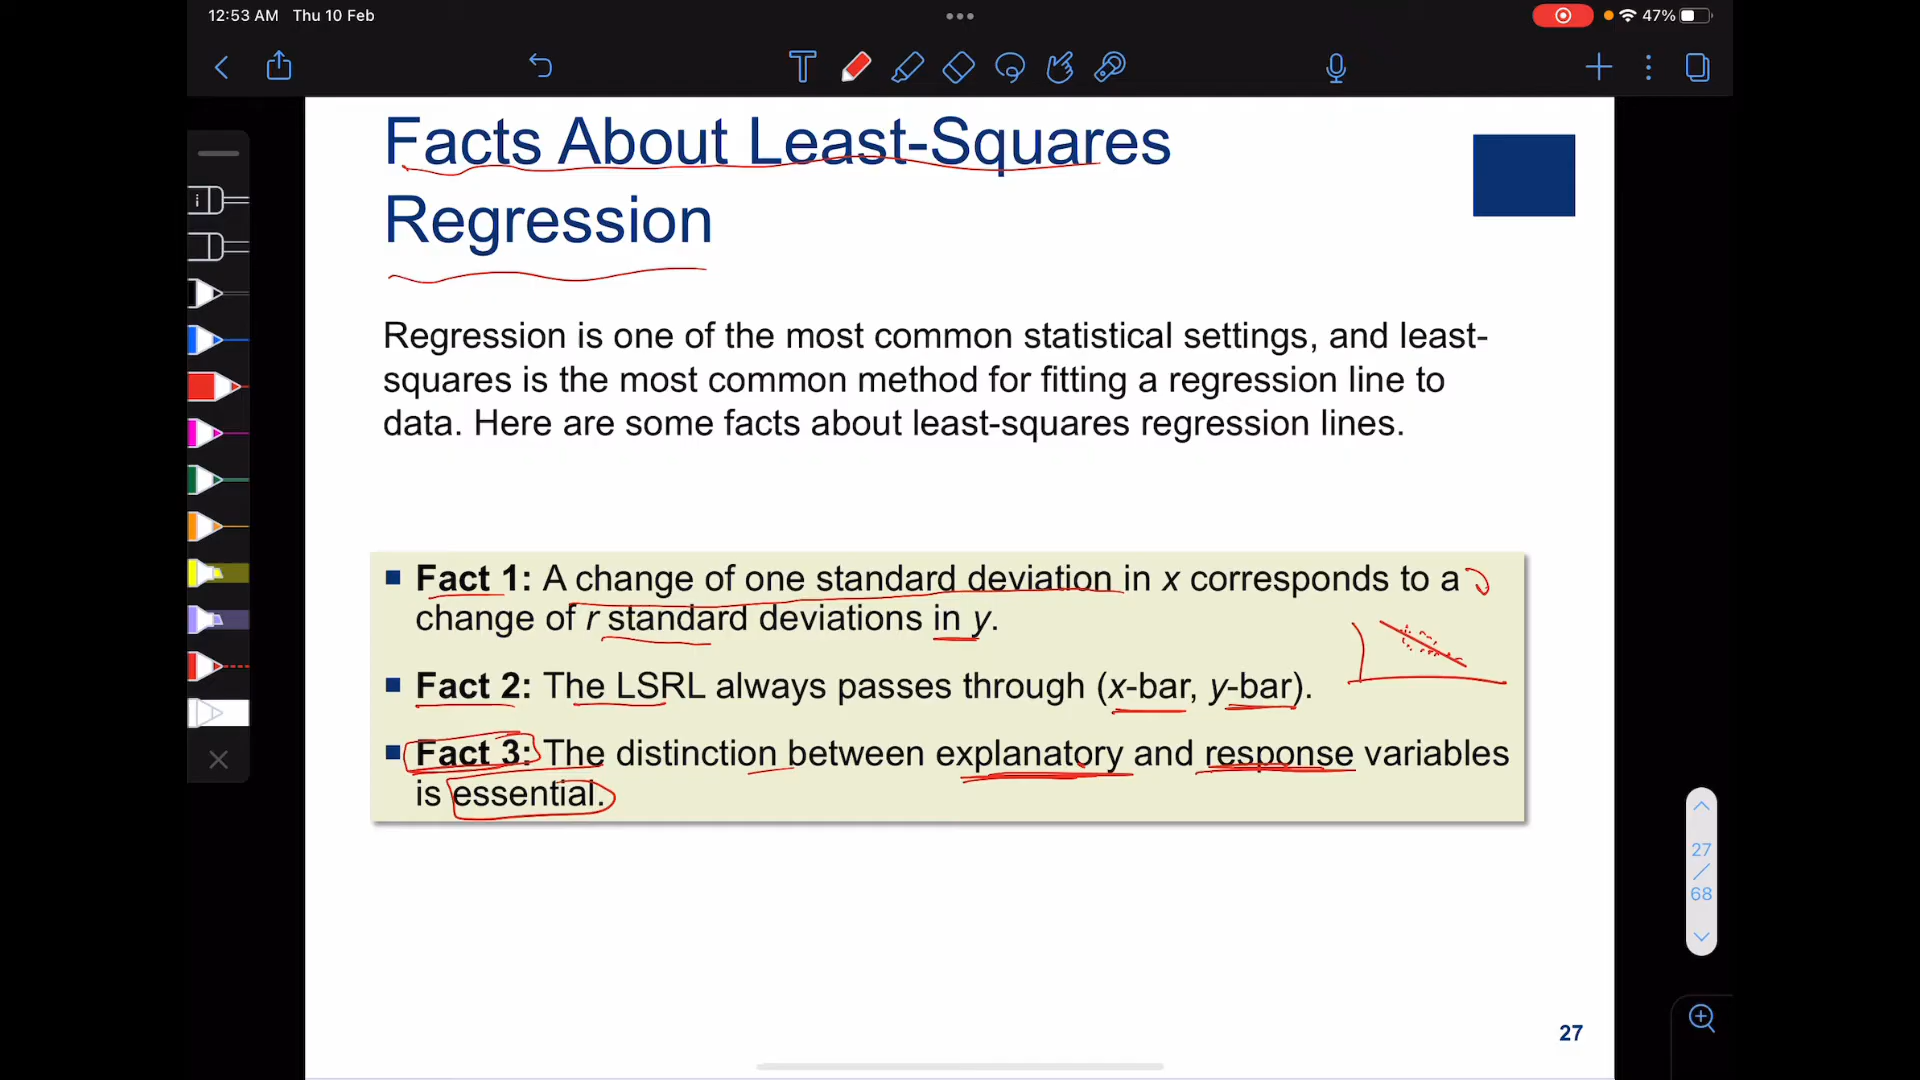 12:53 AM Thu 10 Feb
47%
Facts About Least-Squares
Regression
Regression is one of the most common statistical settings, and least-
squares is the most common method for fitting a regression line to
data. Here are some facts about least-squares regression lines.
Fact 1: A change of one standard deviation in x corresponds to a
change of r standard deviations in y.
Fact 2: The LSRL always passes through (x-bar, y-bar).
Fact 3: The distinction between explanatory and response variables
is essential.
27
/
68
27